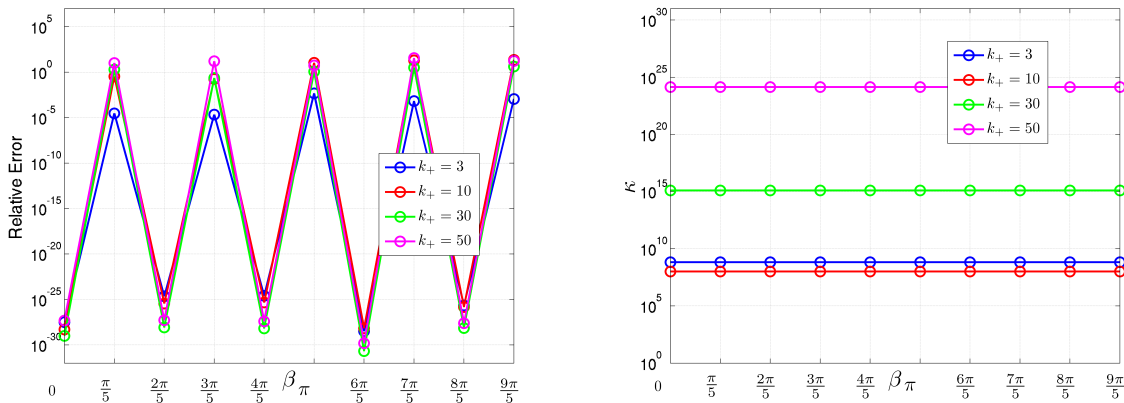 10^5
10^0
10^-5
10^-10
10^-15
10^-20
10^-25
10^-30
Relative Error
k_+ = 3
k_+ = 10
k_+ = 30
k_+ = 50
0 π/5 2π/5 3π/5 4π/5 β_π 6π/5 7π/5 8π/5 9π/5
10^30
10^25
10^20
10^15
10^10
10^5
10^0
κ
k_+ = 3
k_+ = 10
k_+ = 30
k_+ = 50
0 π/5 2π/5 3π/5 4π/5 β_π 6π/5 7π/5 8π/5 9π/5